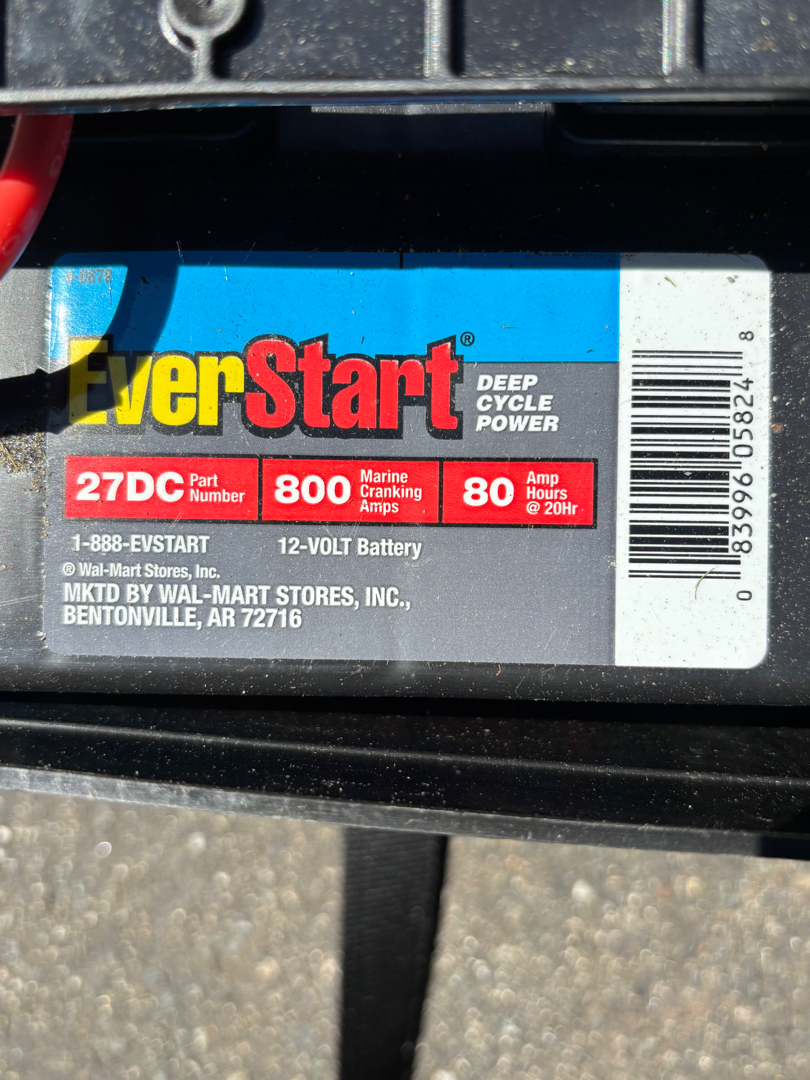 4-0878
EverStart®
DEEP
CYCLE
POWER
27DC Part Number
800 Marine Cranking Amps
80 Amp Hours @ 20Hr
1-888-EVSTART 12-VOLT Battery
® Wal-Mart Stores, Inc.
MKTD BY WAL-MART STORES, INC.,
BENTONVILLE, AR 72716
0 83996 05824 8